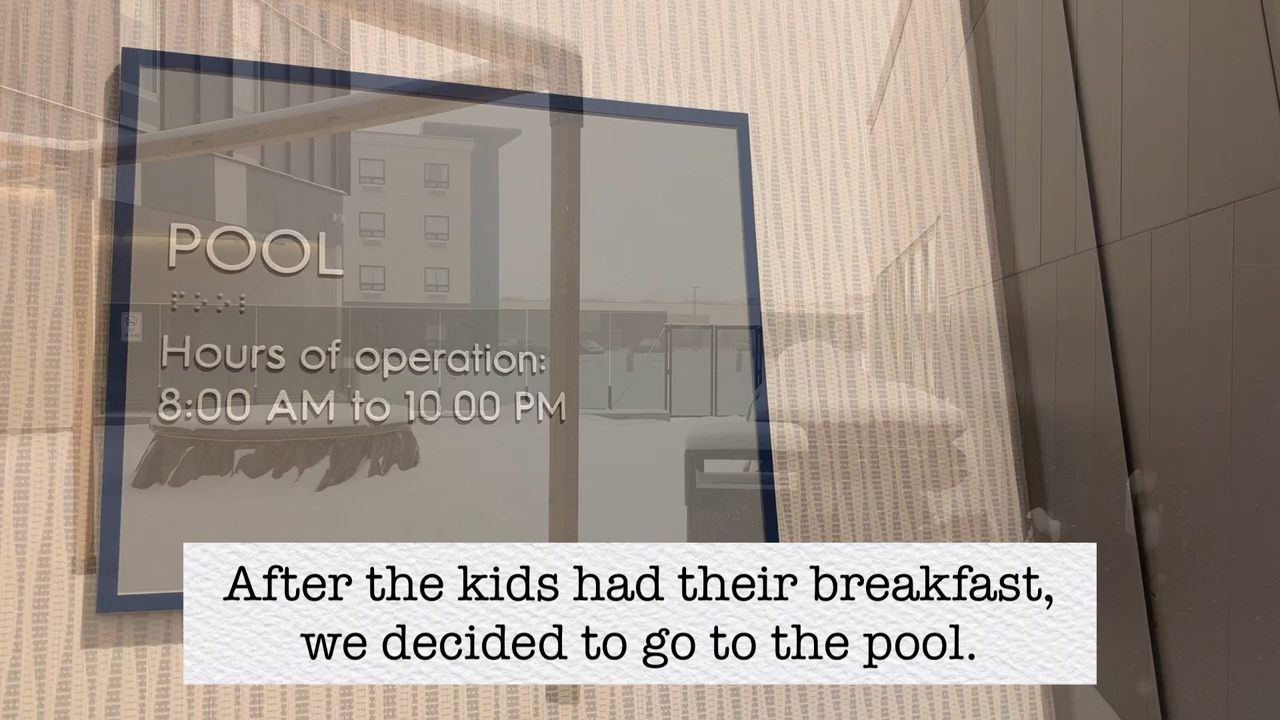 POOL
Hours of operation:
8:00 AM to 10 00 PM
After the kids had their breakfast,
we decided to go to the pool.